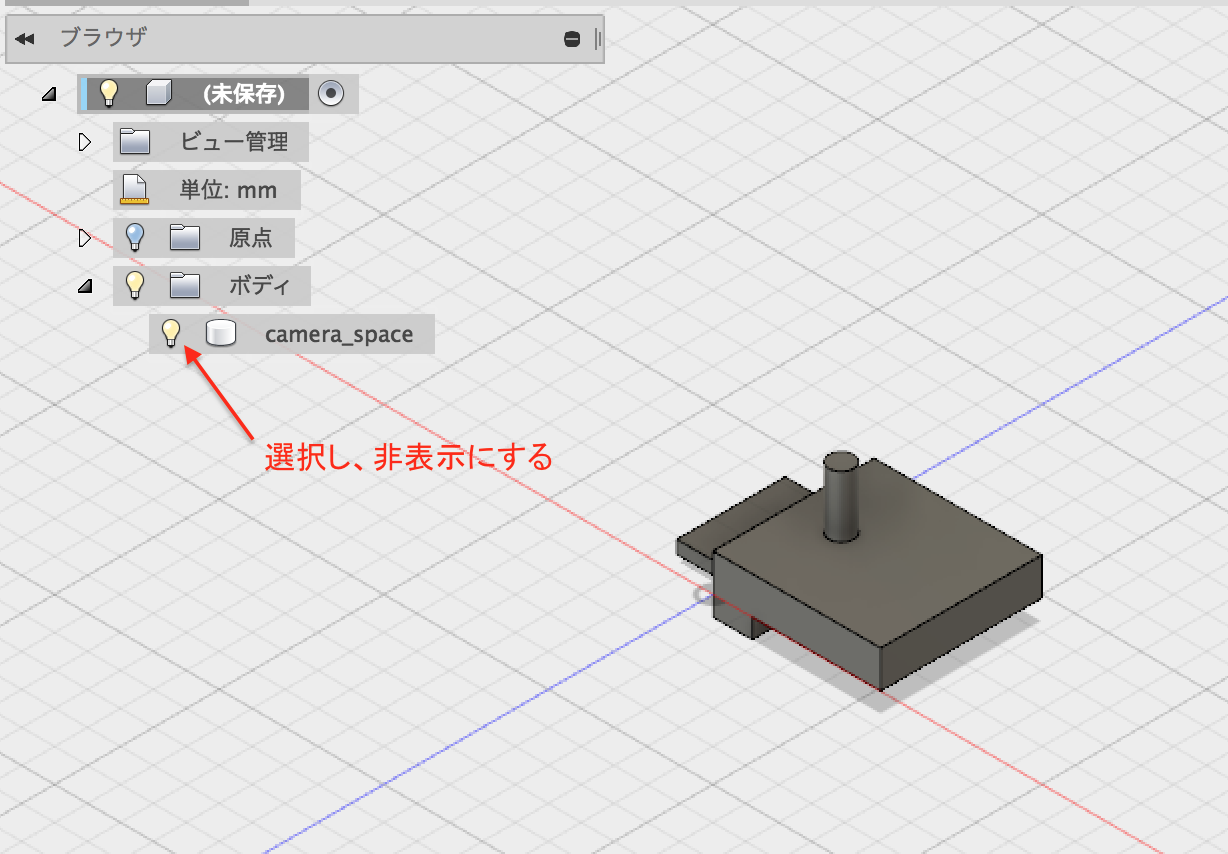 ブラウザ
(未保存)
ビュー管理
単位: mm
原点
ボディ
camera_space
選択し、非表示にする